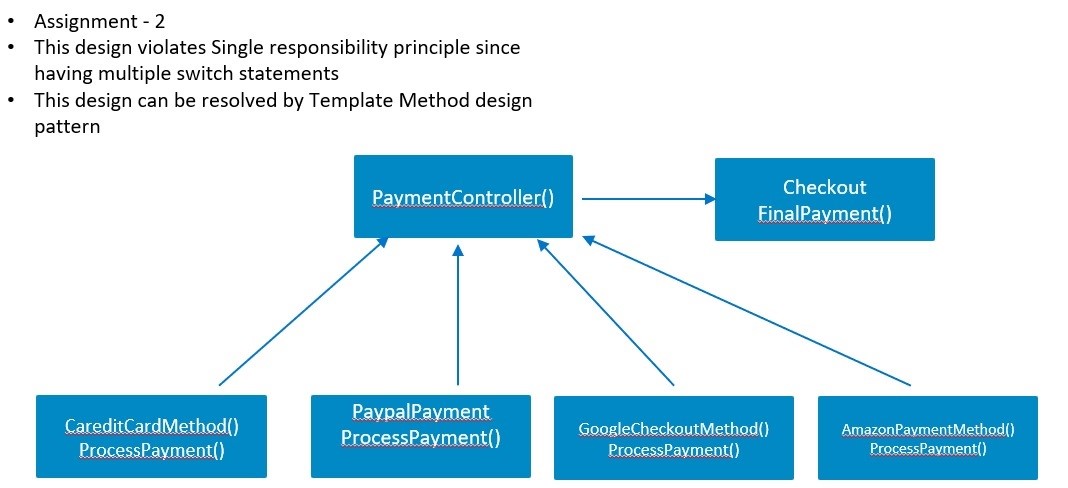 • Assignment - 2
• This design violates Single responsibility principle since
having multiple switch statements
• This design can be resolved by Template Method design
pattern
PaymentController()
Checkout
FinalPayment()
CareditCardMethod()
ProcessPayment()
PaypalPayment
ProcessPayment()
GoogleCheckoutMethod()
ProcessPayment()
AmazonPaymentMethod()
ProcessPayment()